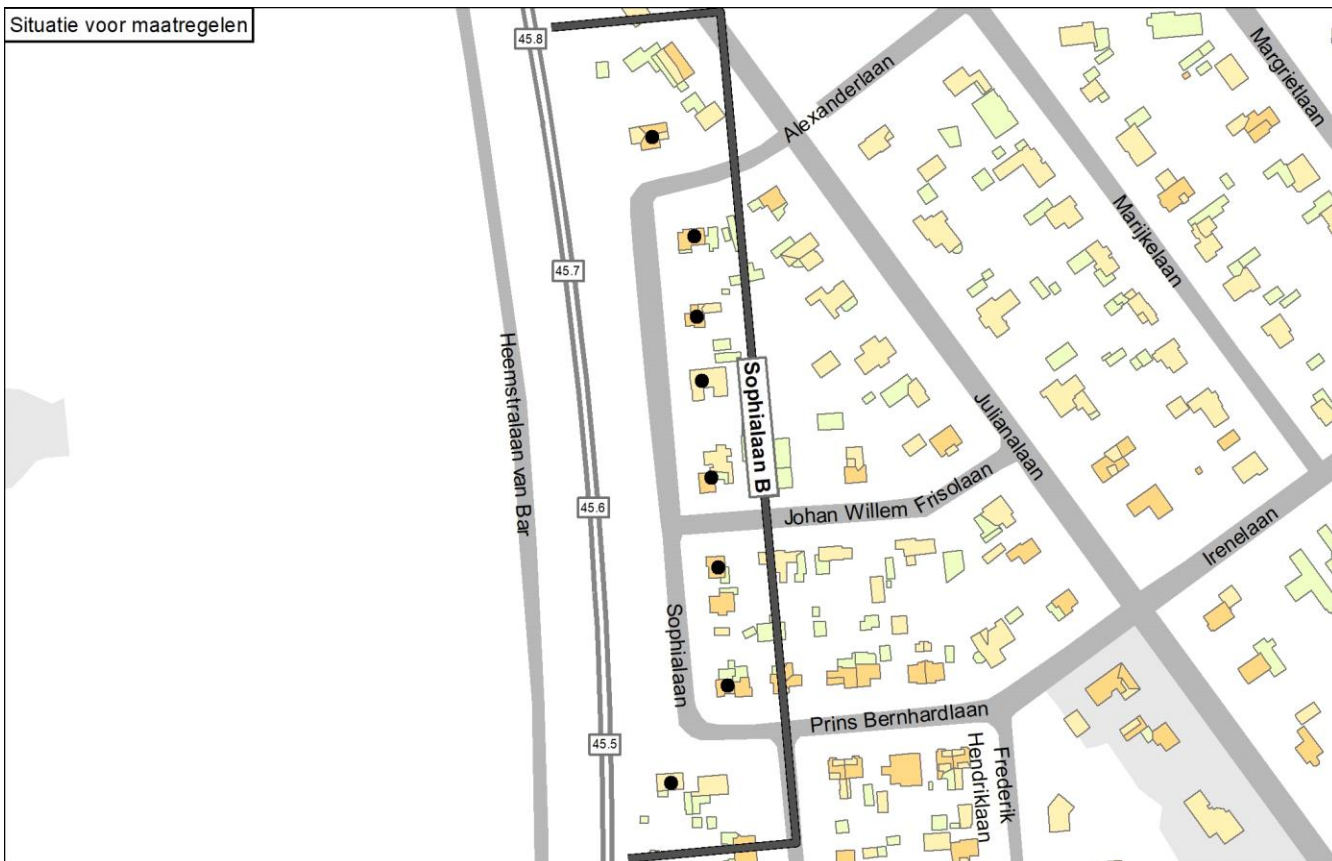 Situatie voor maatregelen
45.8
Margrietlaan
Alexanderlaan
Marijkelaan
45.7
Heemstralaan van Bar
Sophialaan B
Julianalaan
45.6
Johan Willem Frisolaan
Irenelaan
Sophialaan
Prins Bernhardlaan
45.5
Frederik
Hendriklaan